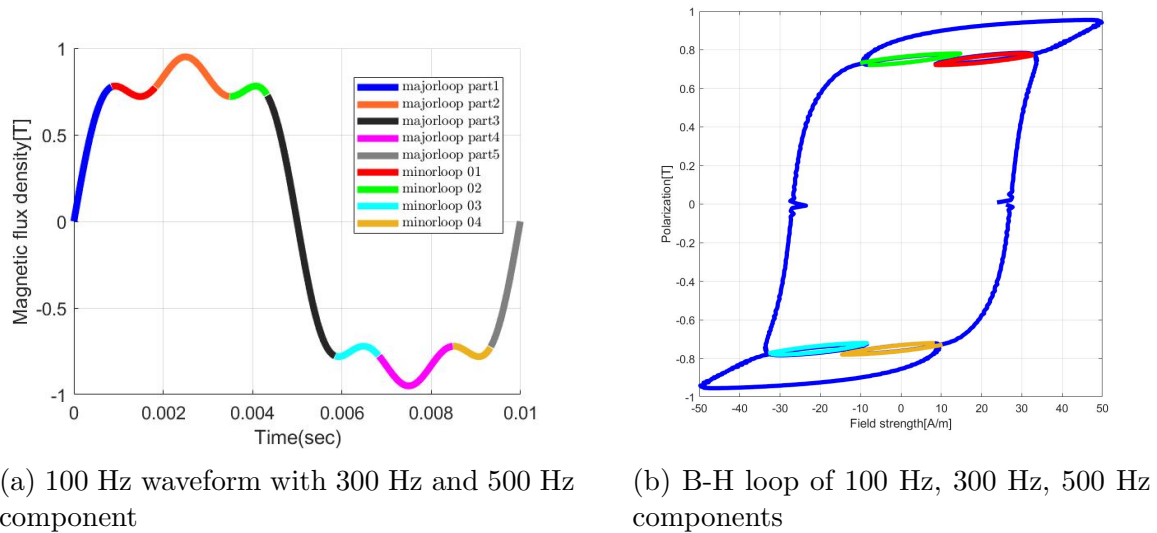 1
0.5
0
-0.5
-1
Magnetic flux density[T]
majorloop part1
majorloop part2
majorloop part3
majorloop part4
majorloop part5
minorloop 01
minorloop 02
minorloop 03
minorloop 04
0 0.002 0.004 0.006 0.008 0.01
Time(sec)
1
0.8
0.6
0.4
0.2
0
-0.2
-0.4
-0.6
-0.8
-1
Polarization[T]
-50 -40 -30 -20 -10 0 10 20 30 40 50
Field strength[A/m]
(a) 100 Hz waveform with 300 Hz and 500 Hz
component
(b) B-H loop of 100 Hz, 300 Hz, 500 Hz
components